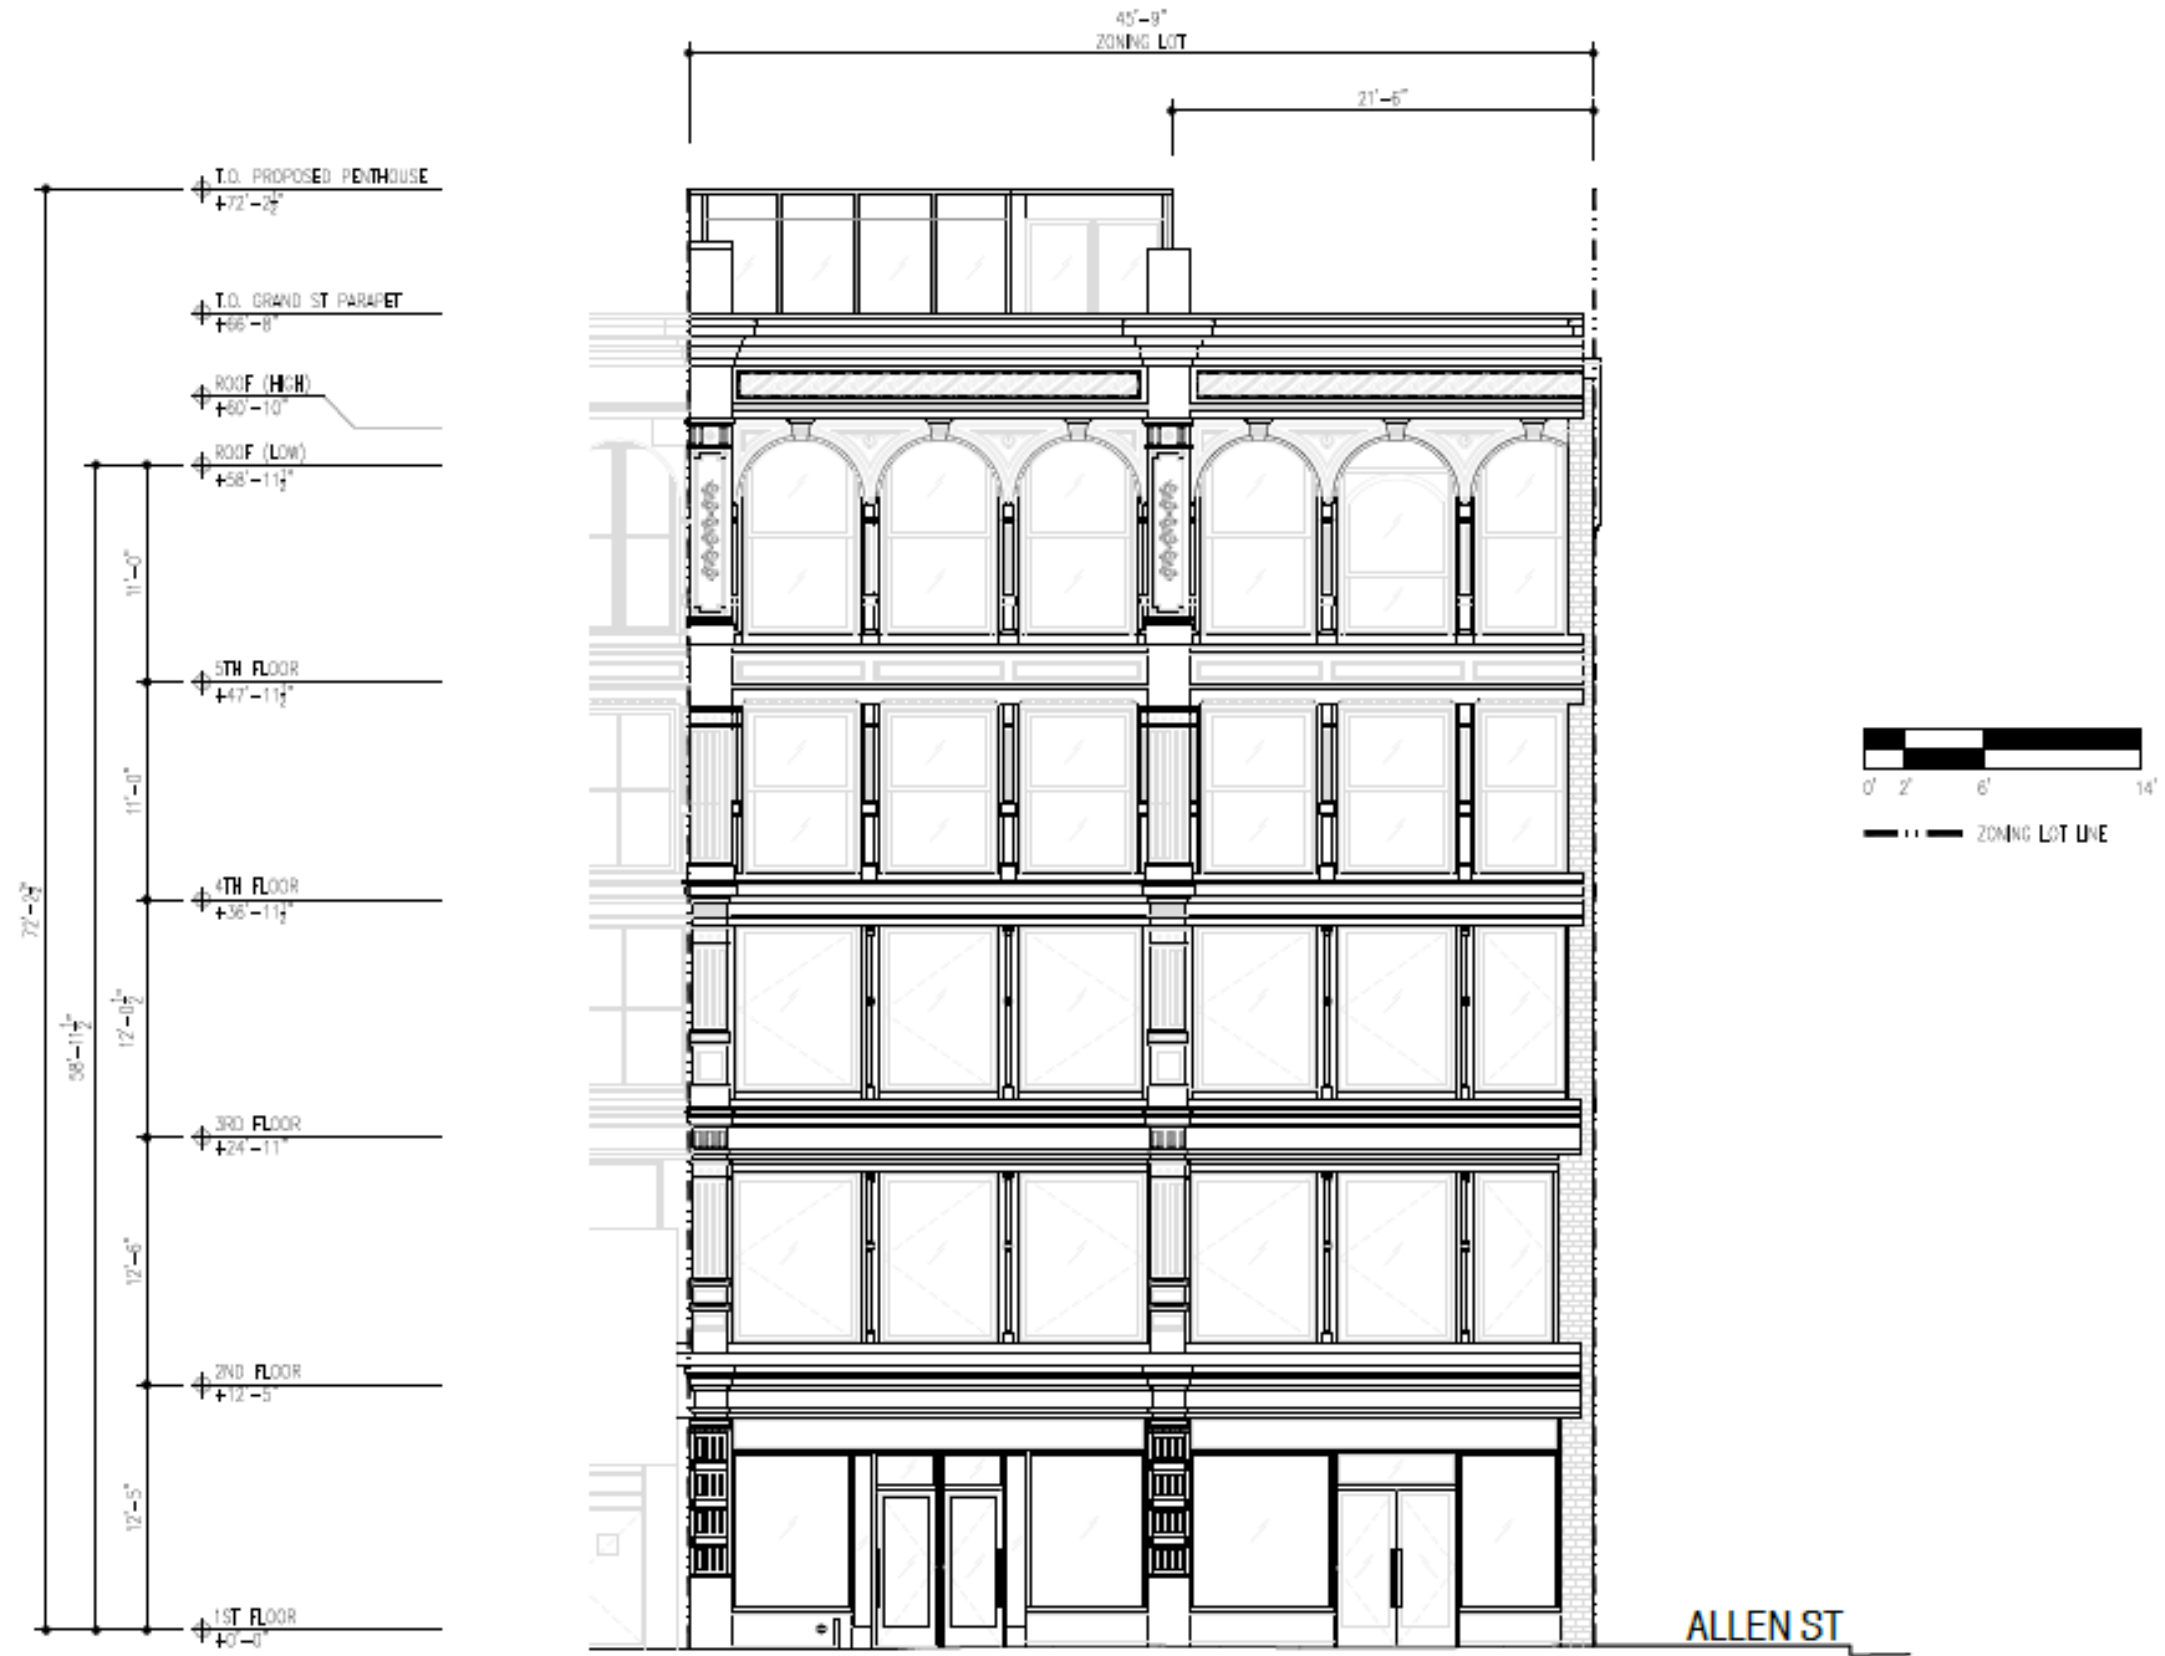 45'-9"
ZONING LOT
21'-6"
T.O. PROPOSED PENTHOUSE
+72'-2½"
T.O. GRAND ST PARAPET
+66'-8"
ROOF (HIGH)
+60'-10"
ROOF (LOW)
+58'-11½"
11'-0"
5TH FLOOR
+47'-11½"
11'-0"
4TH FLOOR
+36'-11½"
72'-2½"
58'-11½"
12'-0½"
3RD FLOOR
+24'-11"
12'-6"
2ND FLOOR
+12'-5"
12'-5"
1ST FLOOR
+0'-0"
0' 2' 6' 14'
ZONING LOT LINE
ALLEN ST